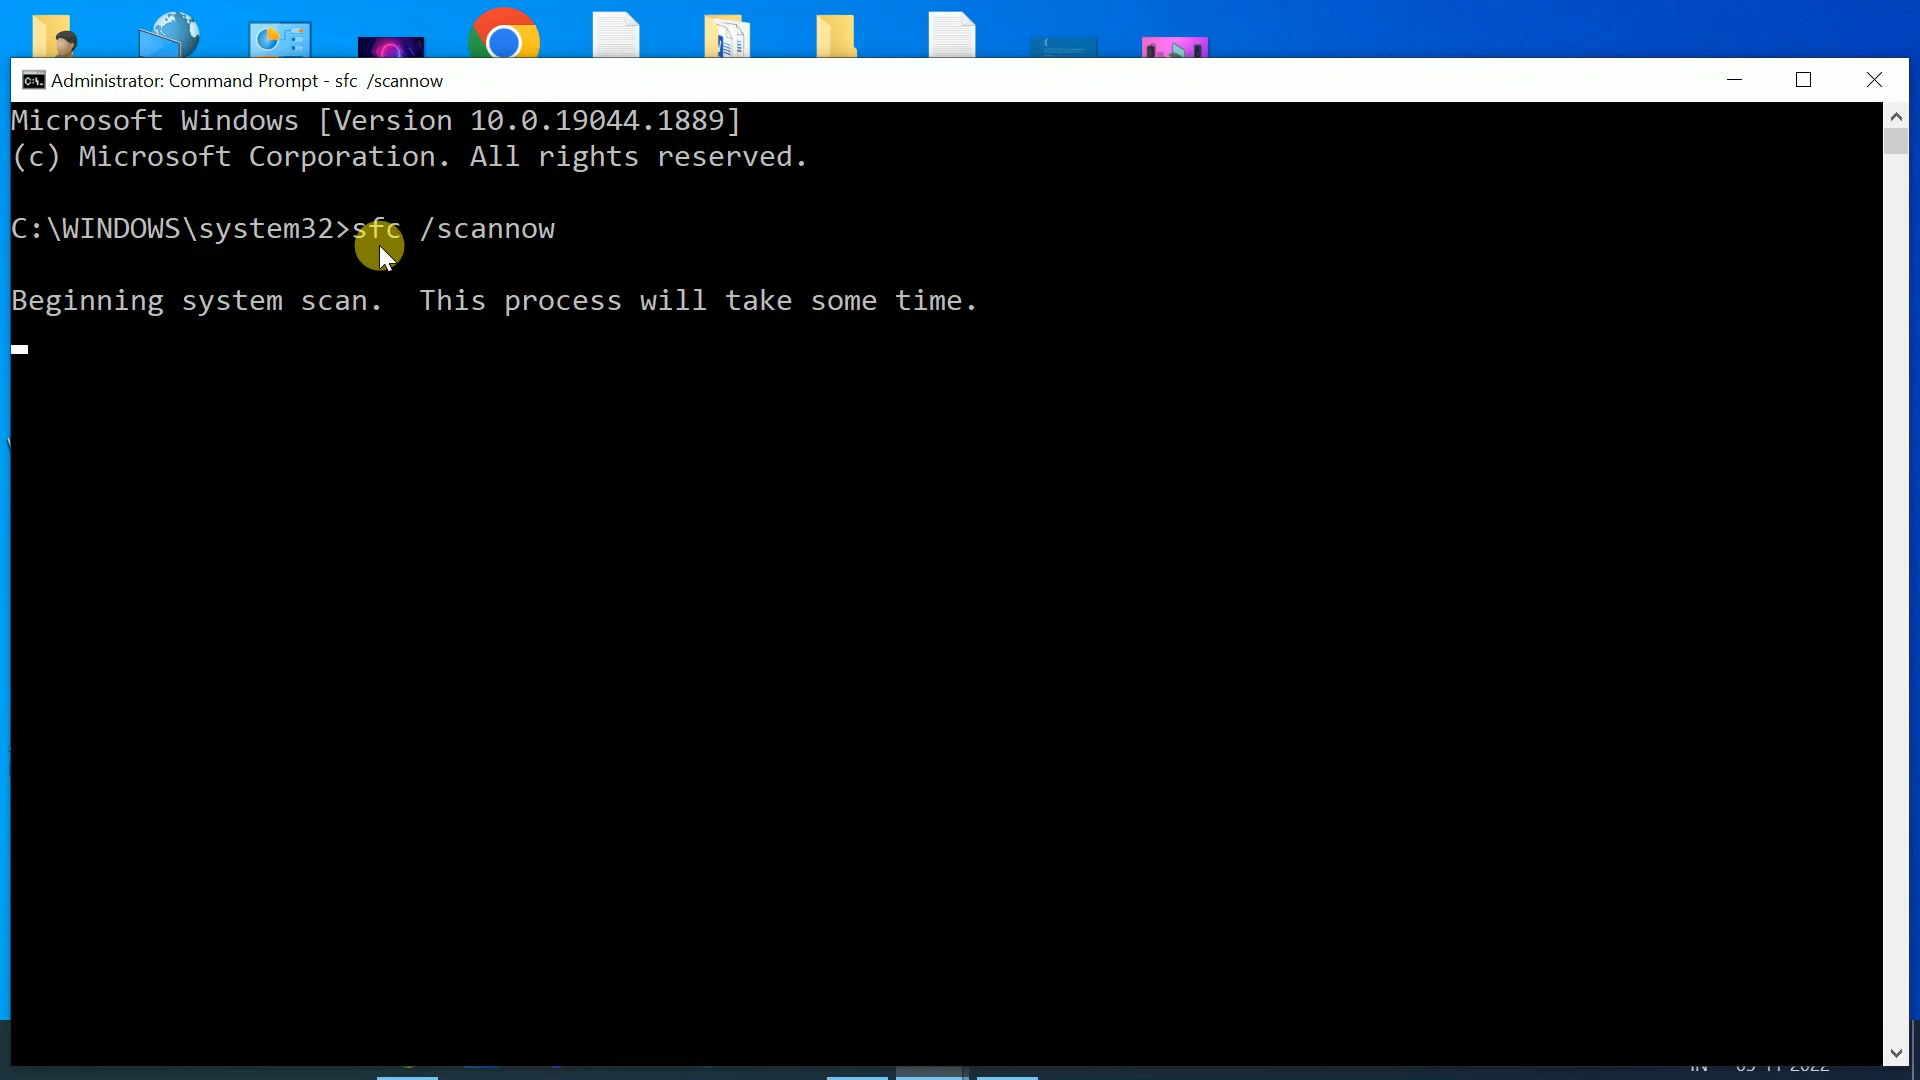 Administrator: Command Prompt - sfc  /scannow
Microsoft Windows [Version 10.0.19044.1889]
(c) Microsoft Corporation. All rights reserved.
C:\WINDOWS\system32>sfc /scannow
Beginning system scan.  This process will take some time.